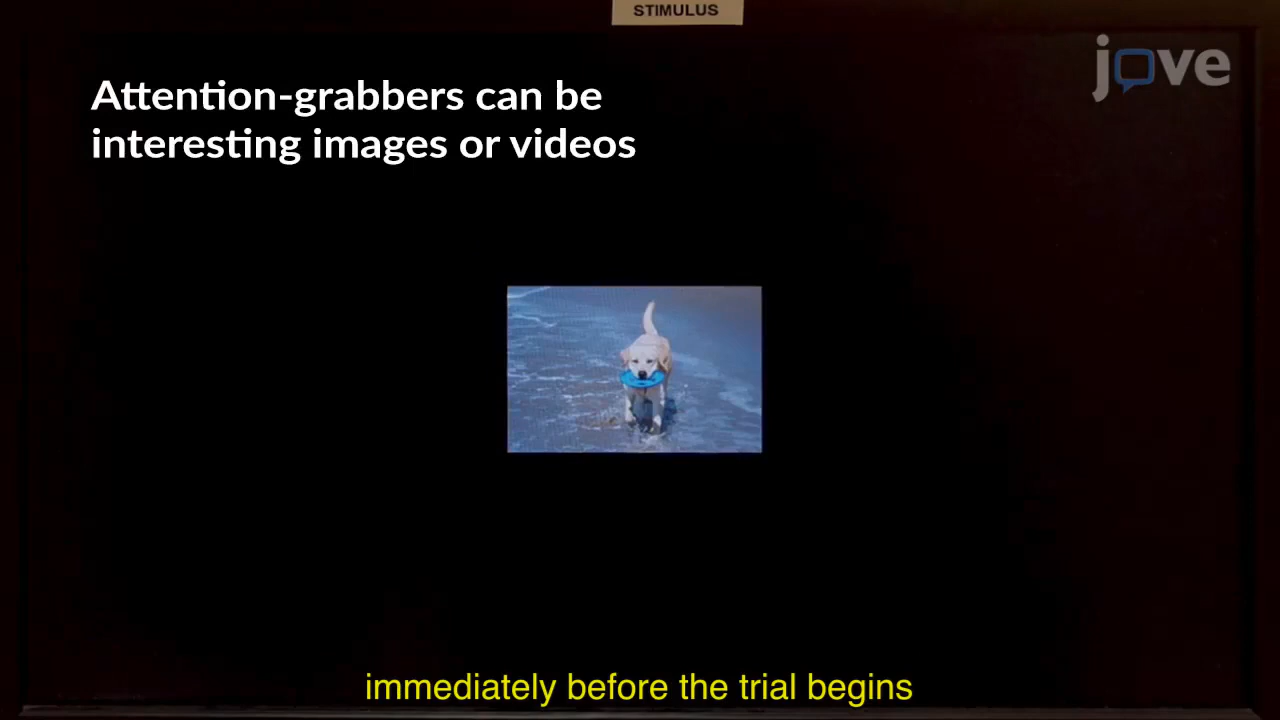 STIMULUS
jove
Attention-grabbers can be
interesting images or videos
immediately before the trial begins